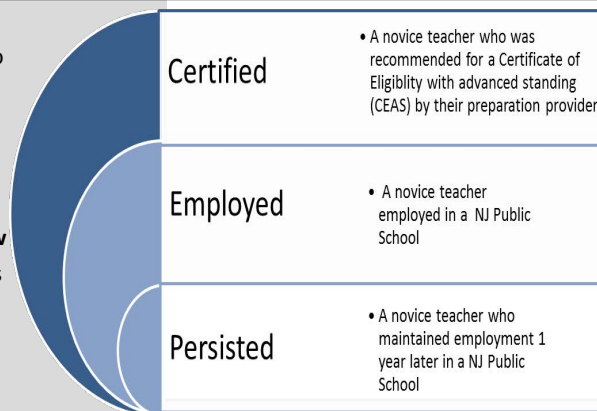 Certified
• A novice teacher who was
recommended for a Certificate of
Eligiblity with advanced standing
(CEAS) by their preparation provider
Employed
• A novice teacher
employed in a NJ Public
School
Persisted
• A novice teacher who
maintained employment 1
year later in a NJ Public
School